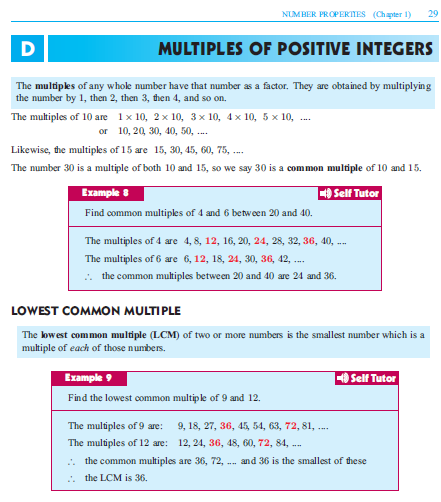 NUMBER PROPERTIES (Chapter 1) 29
D MULTIPLES OF POSITIVE INTEGERS
The multiples of any whole number have that number as a factor. They are obtained by multiplying
the number by 1, then 2, then 3, then 4, and so on.
The multiples of 10 are 1 × 10, 2 × 10, 3 × 10, 4 × 10, 5 × 10, ....
or 10, 20, 30, 40, 50, ....
Likewise, the multiples of 15 are 15, 30, 45, 60, 75, ....
The number 30 is a multiple of both 10 and 15, so we say 30 is a common multiple of 10 and 15.
Example 8 Self Tutor
Find common multiples of 4 and 6 between 20 and 40.
The multiples of 4 are 4, 8, 12, 16, 20, 24, 28, 32, 36, 40, ....
The multiples of 6 are 6, 12, 18, 24, 30, 36, 42, ....
∴ the common multiples between 20 and 40 are 24 and 36.
LOWEST COMMON MULTIPLE
The lowest common multiple (LCM) of two or more numbers is the smallest number which is a
multiple of each of those numbers.
Example 9 Self Tutor
Find the lowest common multiple of 9 and 12.
The multiples of 9 are: 9, 18, 27, 36, 45, 54, 63, 72, 81, ....
The multiples of 12 are: 12, 24, 36, 48, 60, 72, 84, ....
∴ the common multiples are 36, 72, .... and 36 is the smallest of these
∴ the LCM is 36.